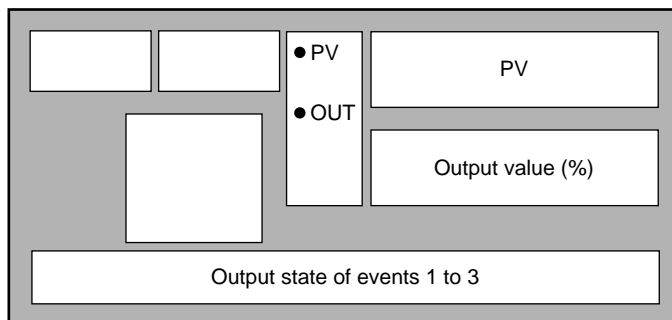 PV
OUT
PV
Output value (%)
Output state of events 1 to 3